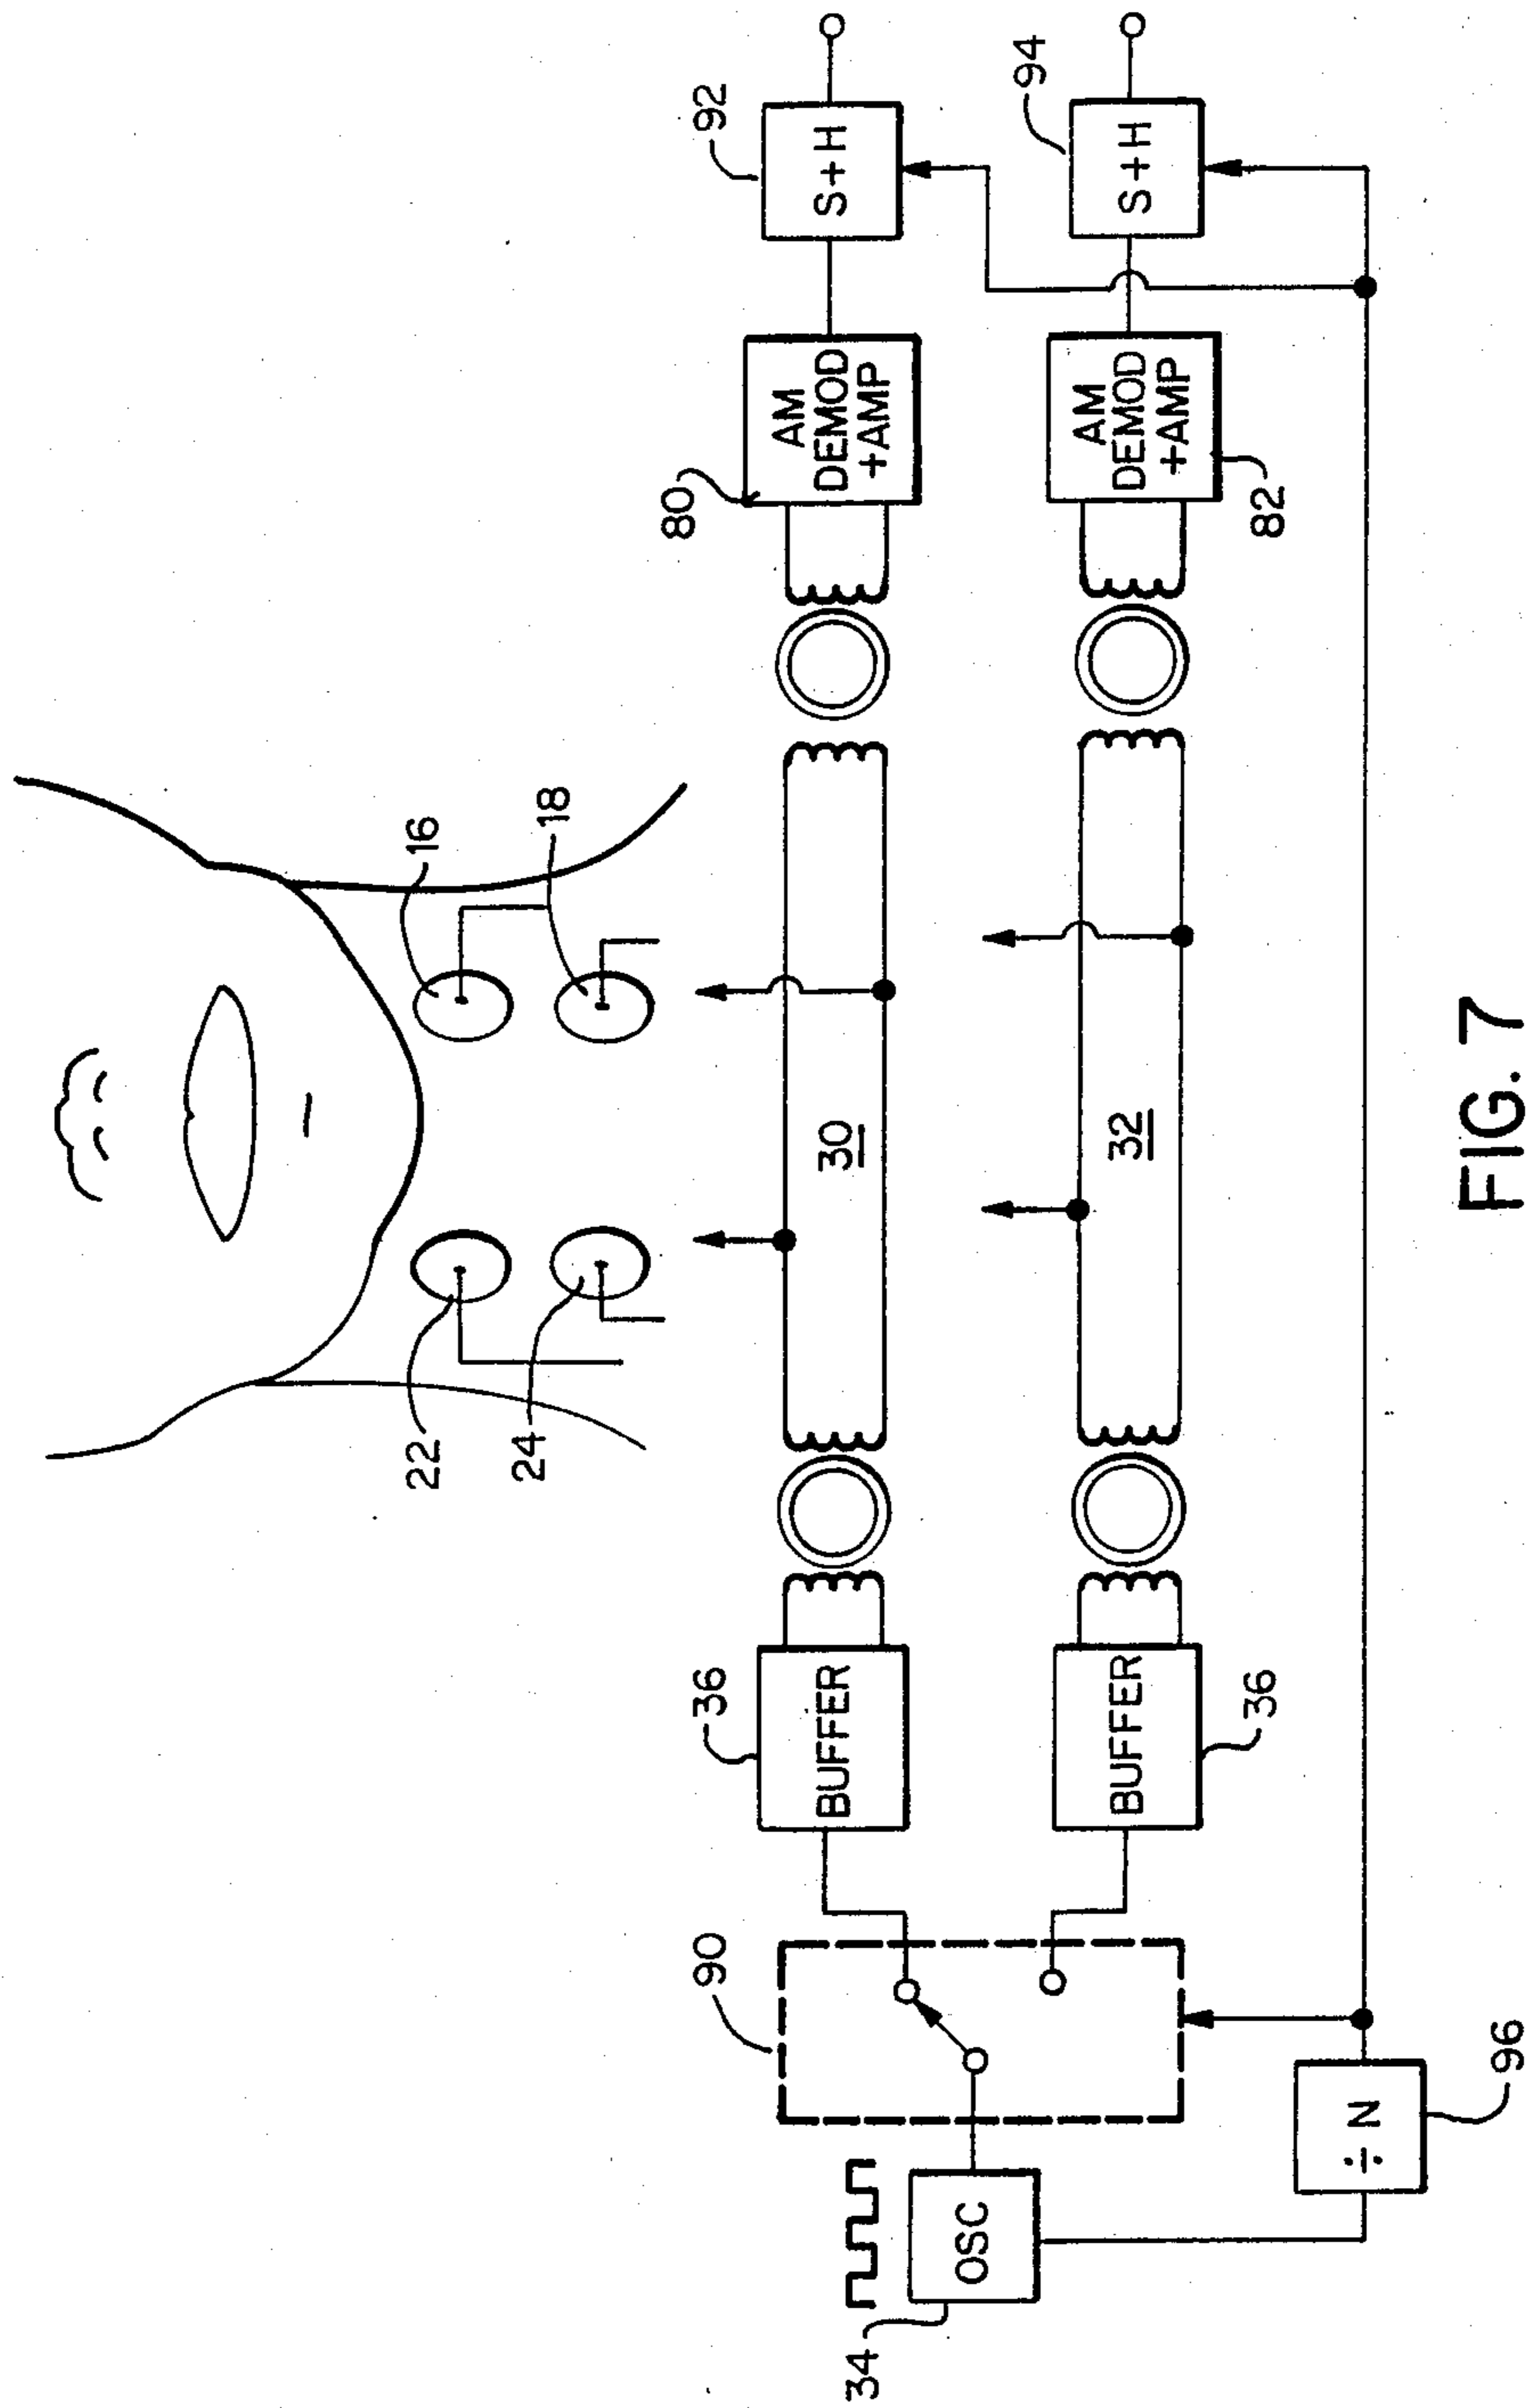 16
18
22
24
92
S+H
94
S+H
80
AM
DEMOD
+AMP
AM
DEMOD
+AMP
82
30
32
36
BUFFER
BUFFER
36
90
34
OSC
÷ N
96
FIG. 7